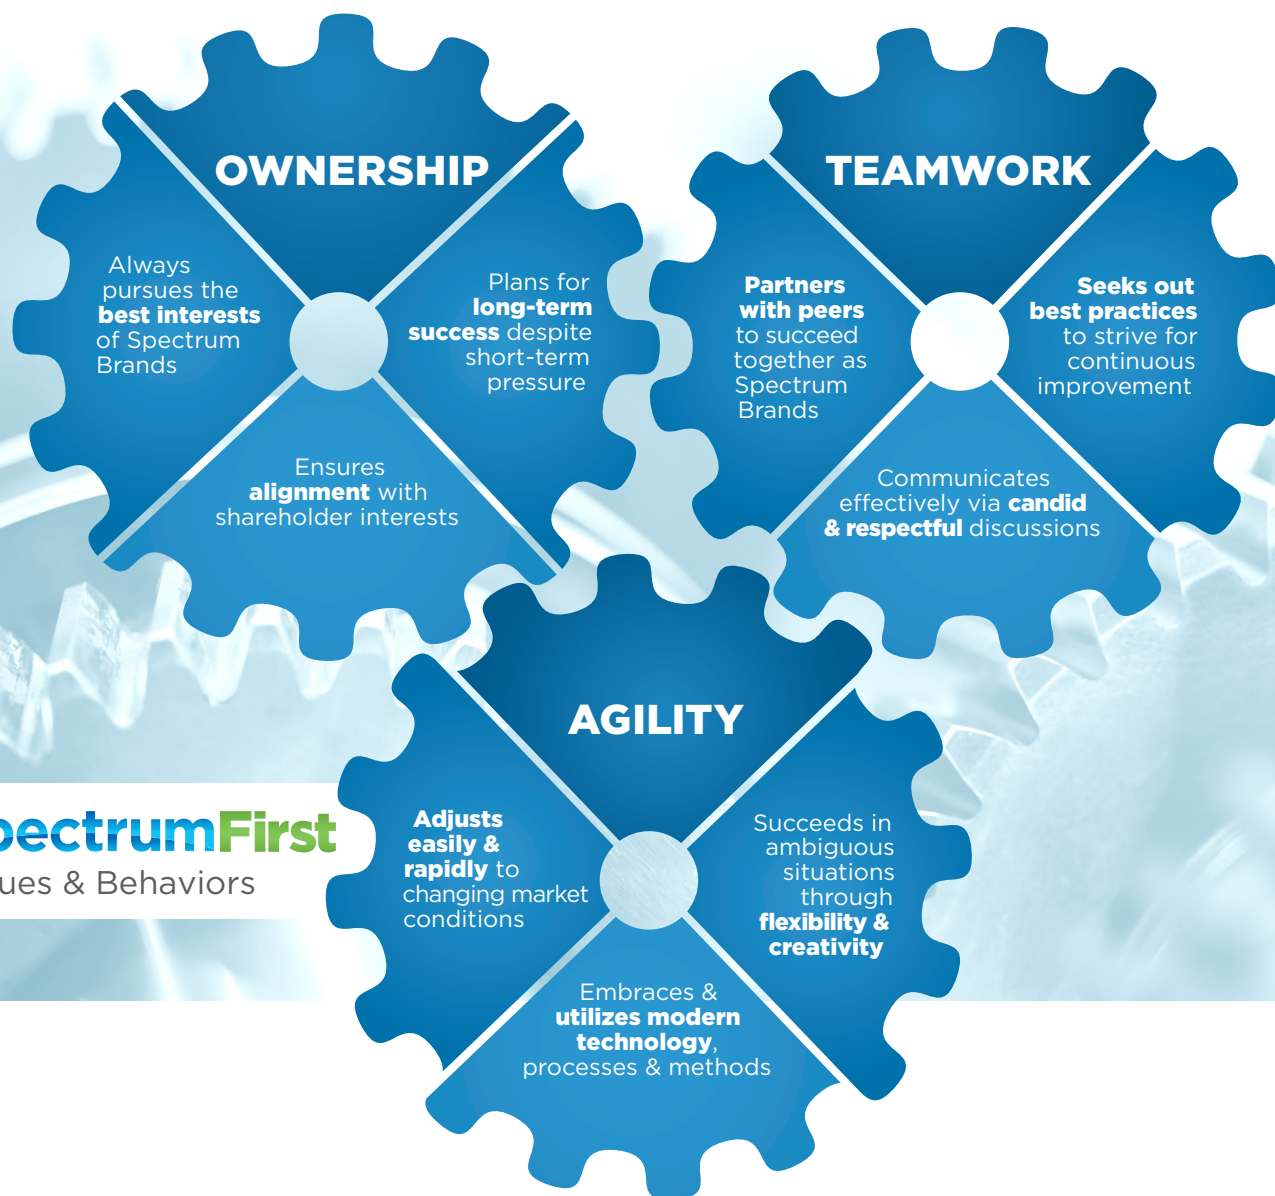 OWNERSHIP
Always
pursues the
best interests
of Spectrum
Brands
Plans for
long-term
success despite
short-term
pressure
Ensures
alignment with
shareholder interests
TEAMWORK
Partners
with peers
to succeed
together as
Spectrum
Brands
Seeks out
best practices
to strive for
continuous
improvement
Communicates
effectively via candid
& respectful discussions
AGILITY
Adjusts
easily &
rapidly to
changing market
conditions
Succeeds in
ambiguous
situations
through
flexibility &
creativity
Embraces &
utilizes modern
technology,
processes & methods
pectrumFirst
ues & Behaviors